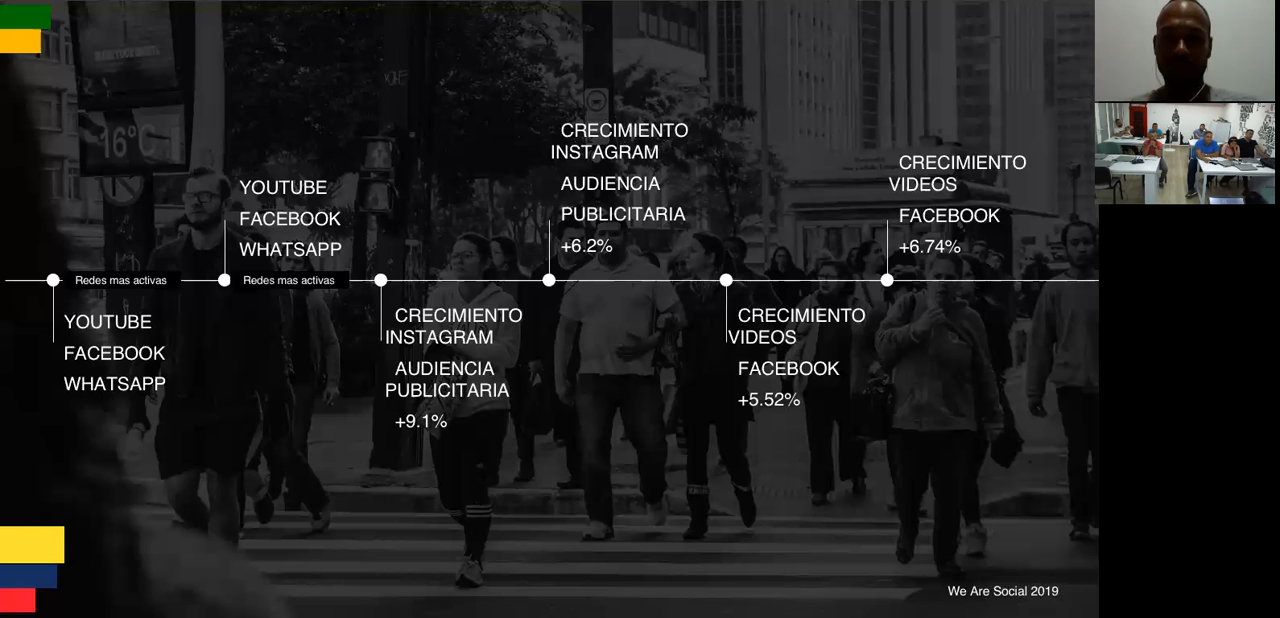 16°C
YOUTUBE
FACEBOOK
WHATSAPP
CRECIMIENTO
INSTAGRAM
AUDIENCIA
PUBLICITARIA
+6.2%
CRECIMIENTO
VIDEOS
FACEBOOK
+6.74%
Redes mas activas
Redes mas activas
YOUTUBE
FACEBOOK
WHATSAPP
CRECIMIENTO
INSTAGRAM
AUDIENCIA
PUBLICITARIA
+9.1%
CRECIMIENTO
VIDEOS
FACEBOOK
+5.52%
We Are Social 2019